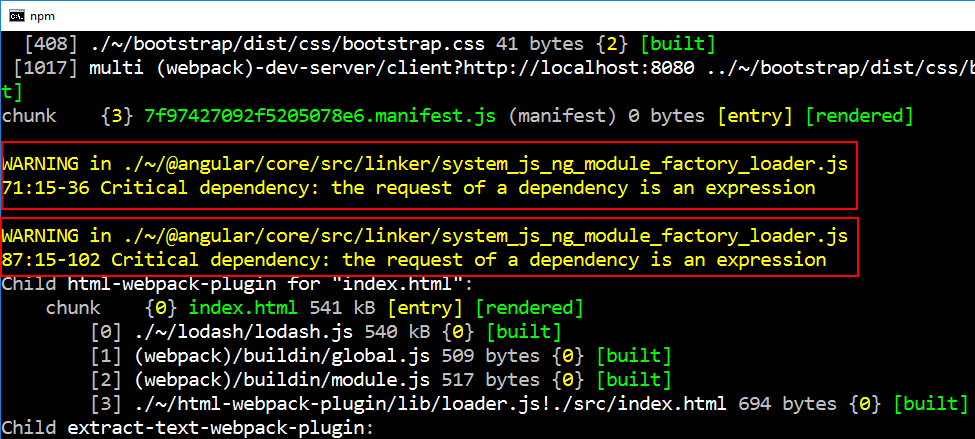 npm
[408] ./~/bootstrap/dist/css/bootstrap.css 41 bytes {2} [built]
[1017] multi (webpack)-dev-server/client?http://localhost:8080 ../~/bootstrap/dist/css/b
t]
chunk    {3} 7f97427092f5205078e6.manifest.js (manifest) 0 bytes [entry] [rendered]
WARNING in ./~/@angular/core/src/linker/system_js_ng_module_factory_loader.js
71:15-36 Critical dependency: the request of a dependency is an expression
WARNING in ./~/@angular/core/src/linker/system_js_ng_module_factory_loader.js
87:15-102 Critical dependency: the request of a dependency is an expression
Child html-webpack-plugin for "index.html":
chunk    {0} index.html 541 kB [entry] [rendered]
[0] ./~/lodash/lodash.js 540 kB {0} [built]
[1] (webpack)/buildin/global.js 509 bytes {0} [built]
[2] (webpack)/buildin/module.js 517 bytes {0} [built]
[3] ./~/html-webpack-plugin/lib/loader.js!./src/index.html 694 bytes {0} [built]
Child extract-text-webpack-plugin: